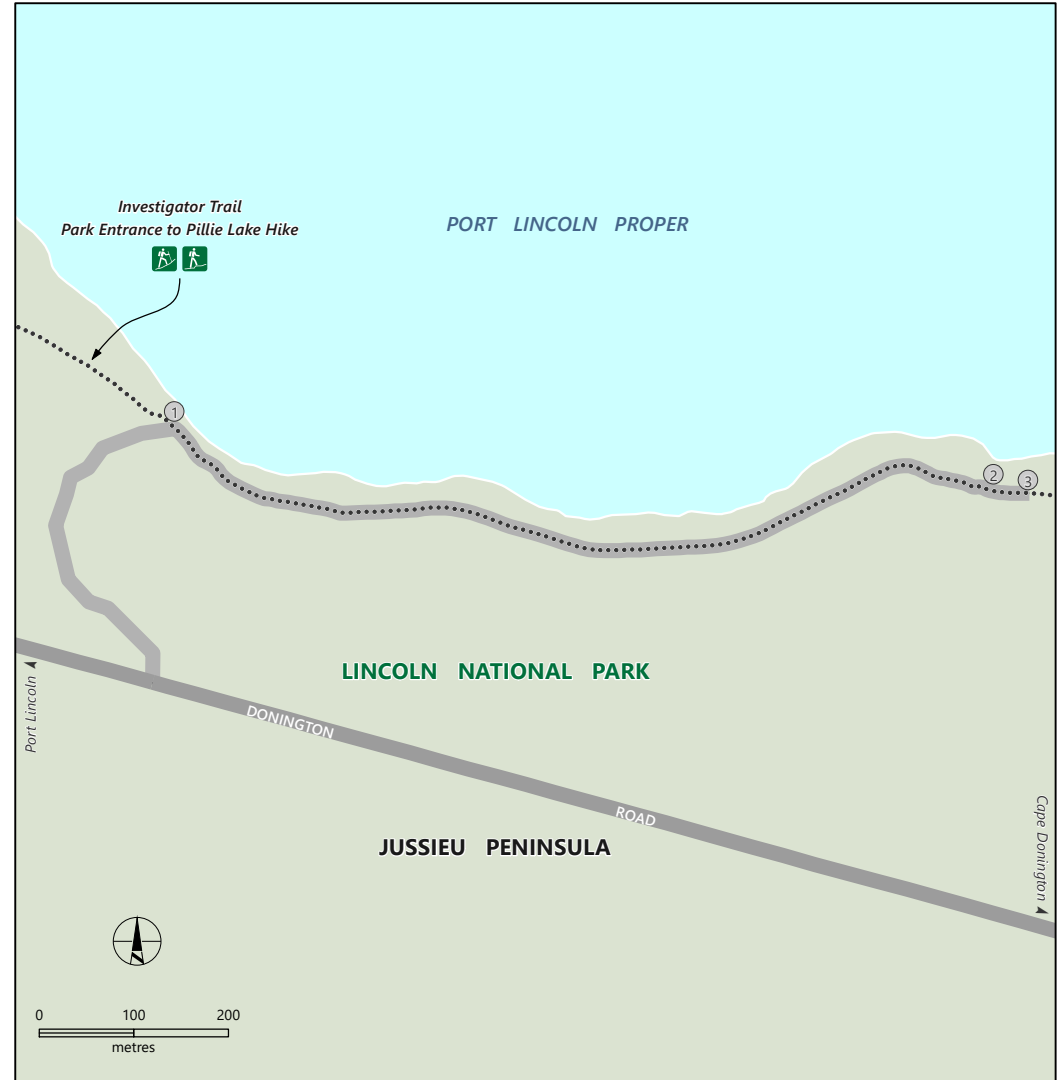 Investigator Trail
Park Entrance to Pillie Lake Hike
PORT LINCOLN PROPER
1
2
3
LINCOLN NATIONAL PARK
Port Lincoln
DONINGTON
ROAD
Cape Donington
JUSSIEU PENINSULA
0 100 200
metres